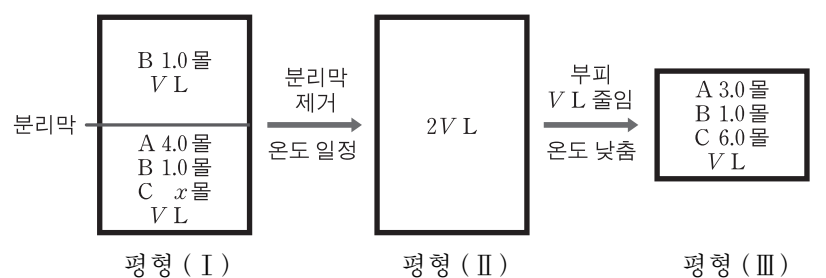 B 1.0몰
V L
분리막
A 4.0몰
B 1.0몰
C x몰
V L
평형 (Ⅰ)
분리막
제거
온도 일정
2V L
평형 (Ⅱ)
부피
V L 줄임
온도 낮춤
A 3.0몰
B 1.0몰
C 6.0몰
V L
평형 (Ⅲ)